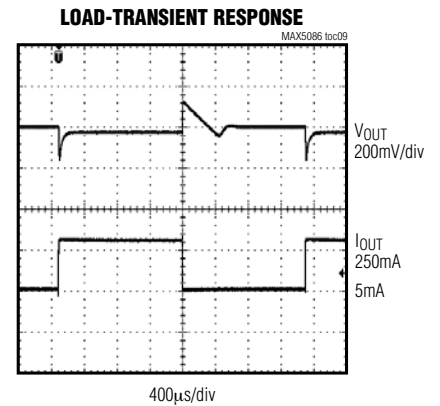 LOAD-TRANSIENT RESPONSE
MAX5086 toc09
VOUT
200mV/div
IOUT
250mA
5mA
400µs/div